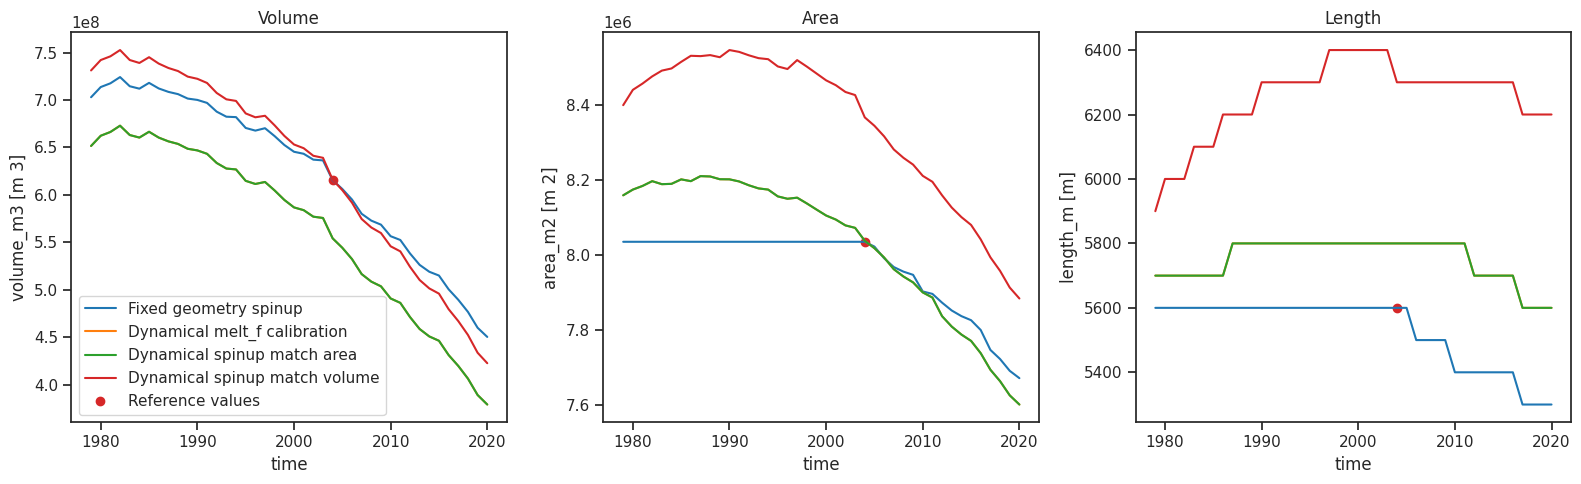 Volume
1e8
7.5
7.0
6.5
6.0
5.5
5.0
4.5
4.0
volume_m3 [m 3]
Fixed geometry spinup
Dynamical melt_f calibration
Dynamical spinup match area
Dynamical spinup match volume
Reference values
1980 1990 2000 2010 2020
time
Area
1e6
8.4
8.2
8.0
7.8
7.6
area_m2 [m 2]
1980 1990 2000 2010 2020
time
Length
6400
6200
6000
5800
5600
5400
length_m [m]
1980 1990 2000 2010 2020
time